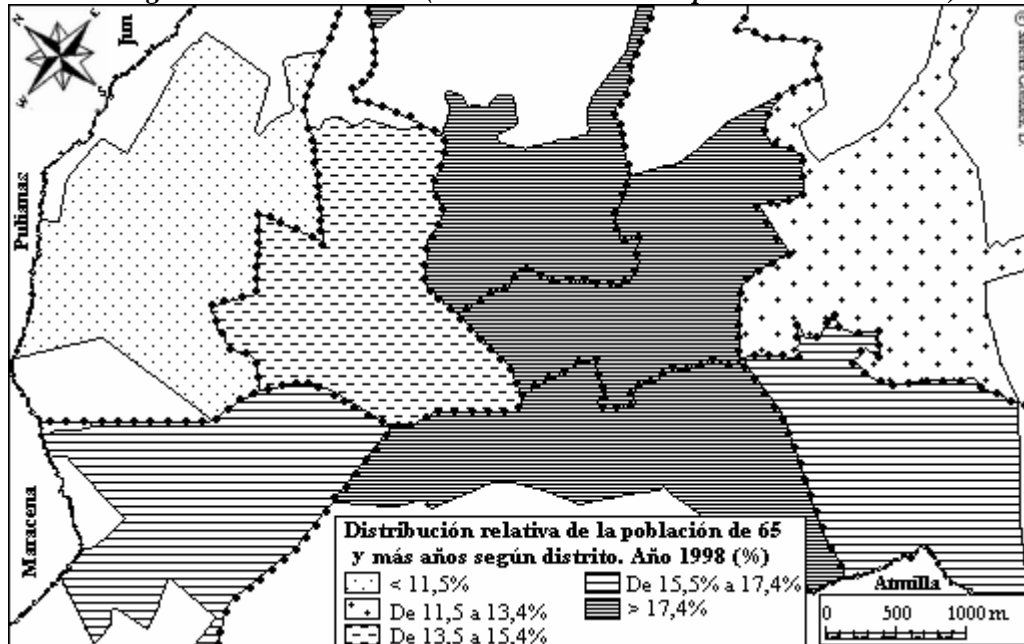 N
E
W
S
Jun
Pulianas
Maracena
Distribución relativa de la población de 65
y más años según distrito. Año 1998 (%)
< 11,5%
De 11,5 a 13,4%
De 13,5 a 15,4%
De 15,5% a 17,4%
> 17,4%
Armilla
0 500 1000 m.